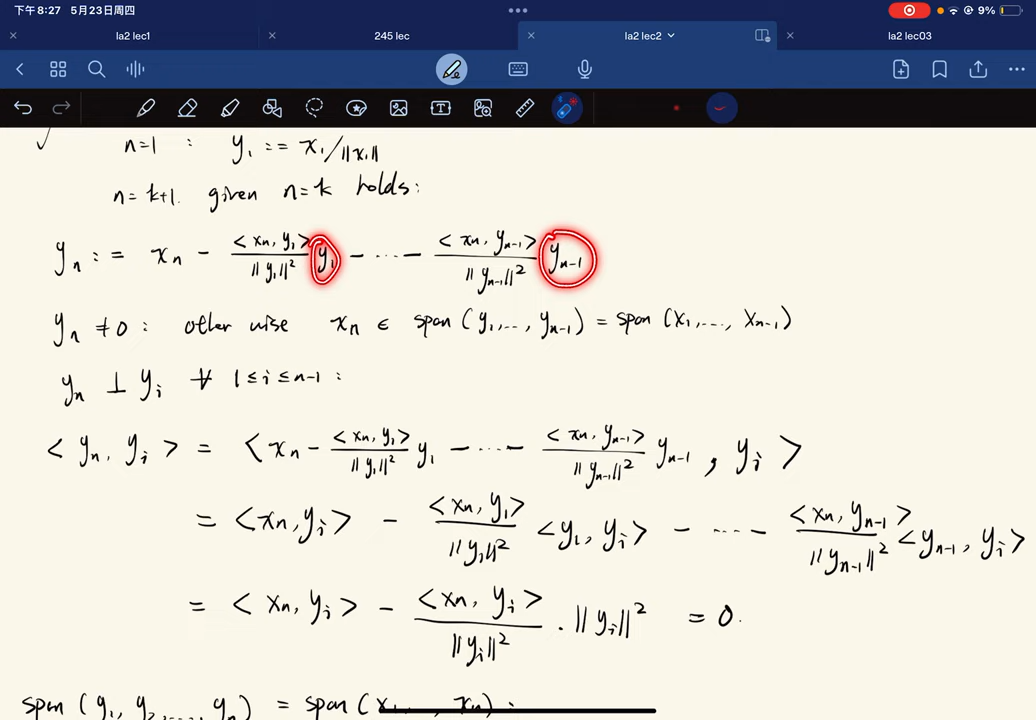 下午 8:27 5月23日周四
9%
la2 lec1
245 lec
la2 lec2
la2 lec03
n=1 : y₁ := x₁/||x₁||
n=k+1. given n=k holds:
yₙ := xₙ - <xₙ, y₁>/||y₁||² y₁ - ... - <xₙ, yₙ₋₁>/||yₙ₋₁||² yₙ₋₁
yₙ ≠ 0: other wise xₙ ∈ span(y₁, ..., yₙ₋₁) = span(x₁, ..., xₙ₋₁)
yₙ ⊥ yᵢ ∀ 1≤i≤n-1 :
<yₙ, yᵢ> = <xₙ - <xₙ, y₁>/||y₁||² y₁ - ... - <xₙ, yₙ₋₁>/||yₙ₋₁||² yₙ₋₁, yᵢ>
= <xₙ, yᵢ> - <xₙ, y₁>/||y₁||² <y₁, yᵢ> - ... - <xₙ, yₙ₋₁>/||yₙ₋₁||² <yₙ₋₁, yᵢ>
= <xₙ, yᵢ> - <xₙ, yᵢ>/||yᵢ||² · ||yᵢ||² = 0.
span(y₁, y₂, ..., yₙ) = span(x₁, ..., xₙ) :